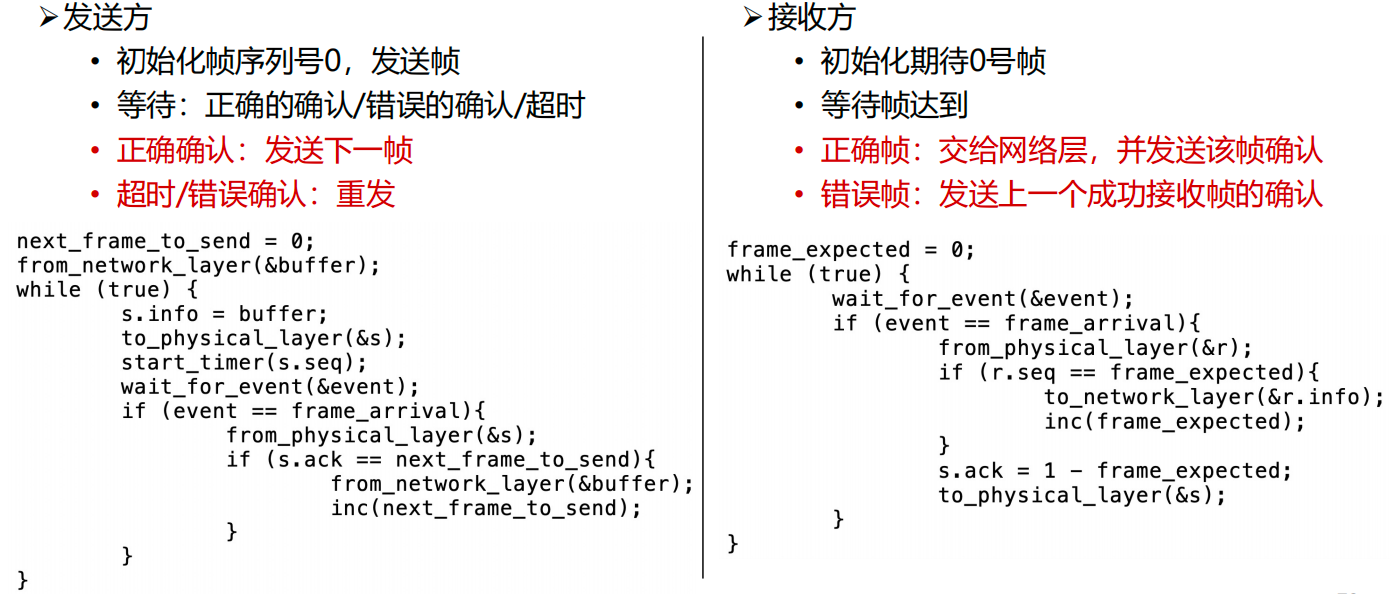 ➢发送方
• 初始化帧序列号0，发送帧
• 等待：正确的确认/错误的确认/超时
• 正确确认：发送下一帧
• 超时/错误确认：重发
next_frame_to_send = 0;
from_network_layer(&buffer);
while (true) {
s.info = buffer;
to_physical_layer(&s);
start_timer(s.seq);
wait_for_event(&event);
if (event == frame_arrival){
from_physical_layer(&s);
if (s.ack == next_frame_to_send){
from_network_layer(&buffer);
inc(next_frame_to_send);
}
}
}
➢接收方
• 初始化期待0号帧
• 等待帧达到
• 正确帧：交给网络层，并发送该帧确认
• 错误帧：发送上一个成功接收帧的确认
frame_expected = 0;
while (true) {
wait_for_event(&event);
if (event == frame_arrival){
from_physical_layer(&r);
if (r.seq == frame_expected){
to_network_layer(&r.info);
inc(frame_expected);
}
s.ack = 1 - frame_expected;
to_physical_layer(&s);
}
}